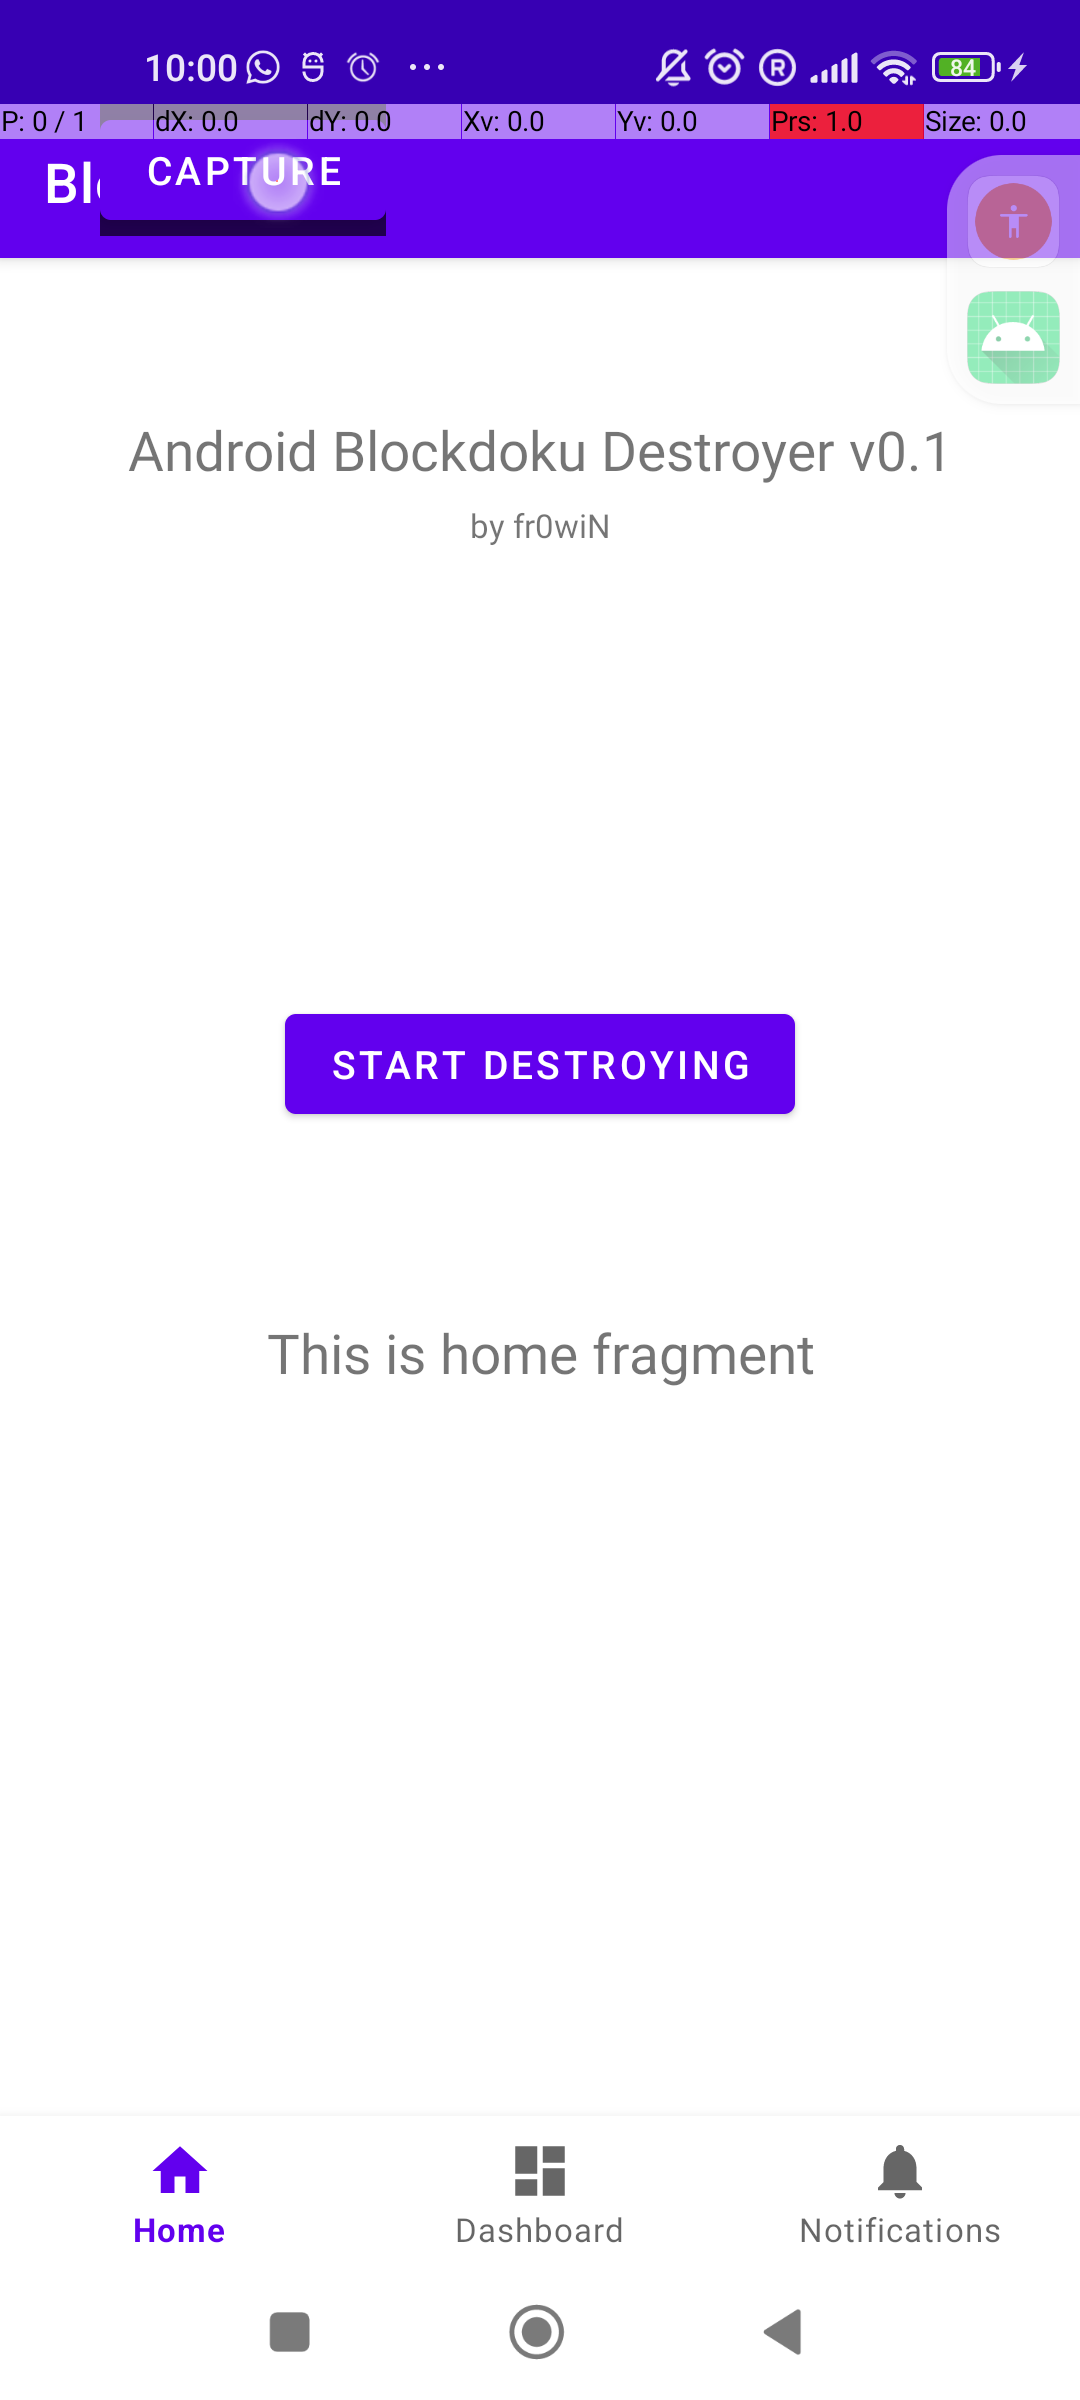 10:00
84
P: 0 / 1 dX: 0.0 dY: 0.0 Xv: 0.0 Yv: 0.0 Prs: 1.0 Size: 0.0
CAPTURE
Android Blockdoku Destroyer v0.1
by fr0wiN
START DESTROYING
This is home fragment
Home Dashboard Notifications